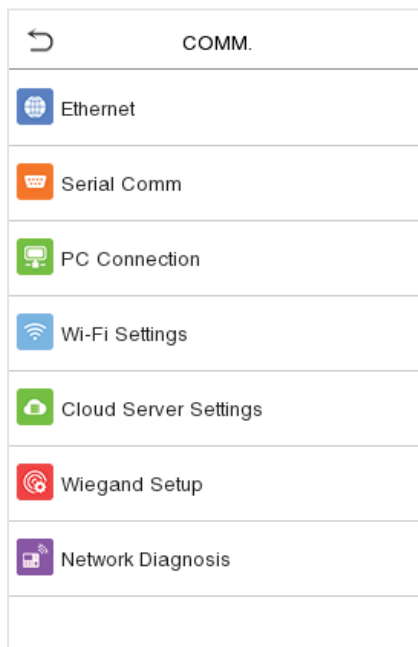 COMM.
Ethernet
Serial Comm
PC Connection
Wi-Fi Settings
Cloud Server Settings
Wiegand Setup
Network Diagnosis